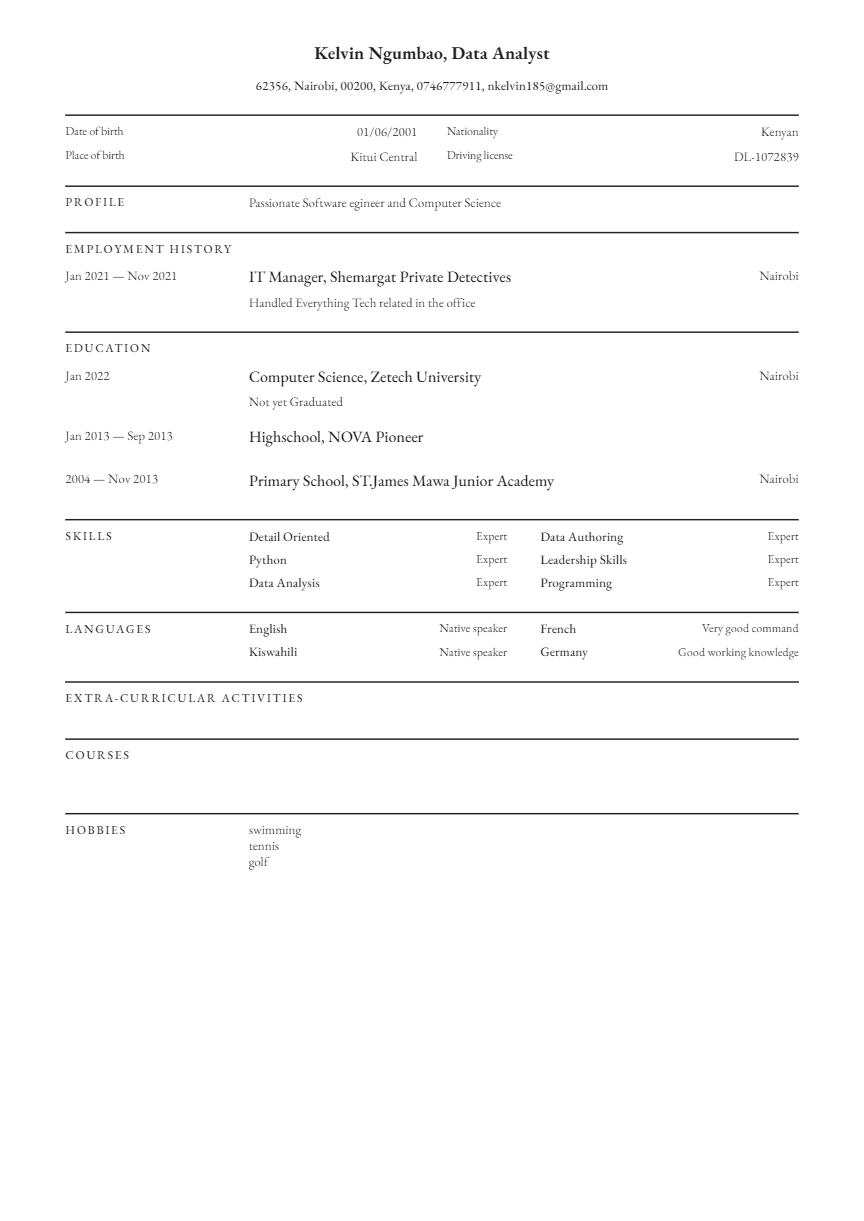 Kelvin Ngumbao, Data Analyst
62356, Nairobi, 00200, Kenya, 0746777911, nkelvin185@gmail.com
Date of birth 01/06/2001 Nationality Kenyan
Place of birth Kitui Central Driving license DL-1072839
PROFILE Passionate Software egineer and Computer Science
EMPLOYMENT HISTORY
Jan 2021 — Nov 2021 IT Manager, Shemargat Private Detectives Nairobi
Handled Everything Tech related in the office
EDUCATION
Jan 2022 Computer Science, Zetech University Nairobi
Not yet Graduated
Jan 2013 — Sep 2013 Highschool, NOVA Pioneer
2004 — Nov 2013 Primary School, ST.James Mawa Junior Academy Nairobi
SKILLS Detail Oriented Expert Data Authoring Expert
Python Expert Leadership Skills Expert
Data Analysis Expert Programming Expert
LANGUAGES English Native speaker French Very good command
Kiswahili Native speaker Germany Good working knowledge
EXTRA-CURRICULAR ACTIVITIES
COURSES
HOBBIES swimming
tennis
golf